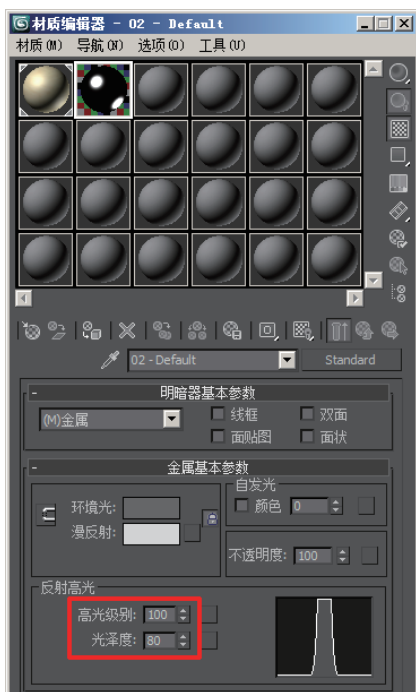 材质编辑器 - 02 - Default
材质(M) 导航(N) 选项(O) 工具(U)
02 - Default Standard
明暗器基本参数
(M)金属 线框 双面
面贴图 面状
金属基本参数
自发光
环境光: 颜色 0
漫反射:
不透明度: 100
反射高光
高光级别: 100
光泽度: 80